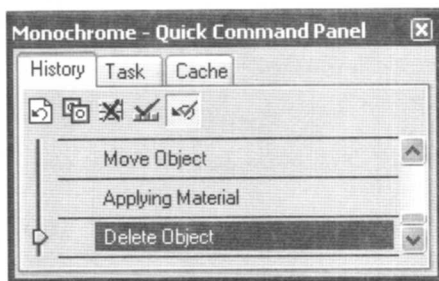 Monochrome - Quick Command Panel
History Task Cache
Move Object
Applying Material
Delete Object